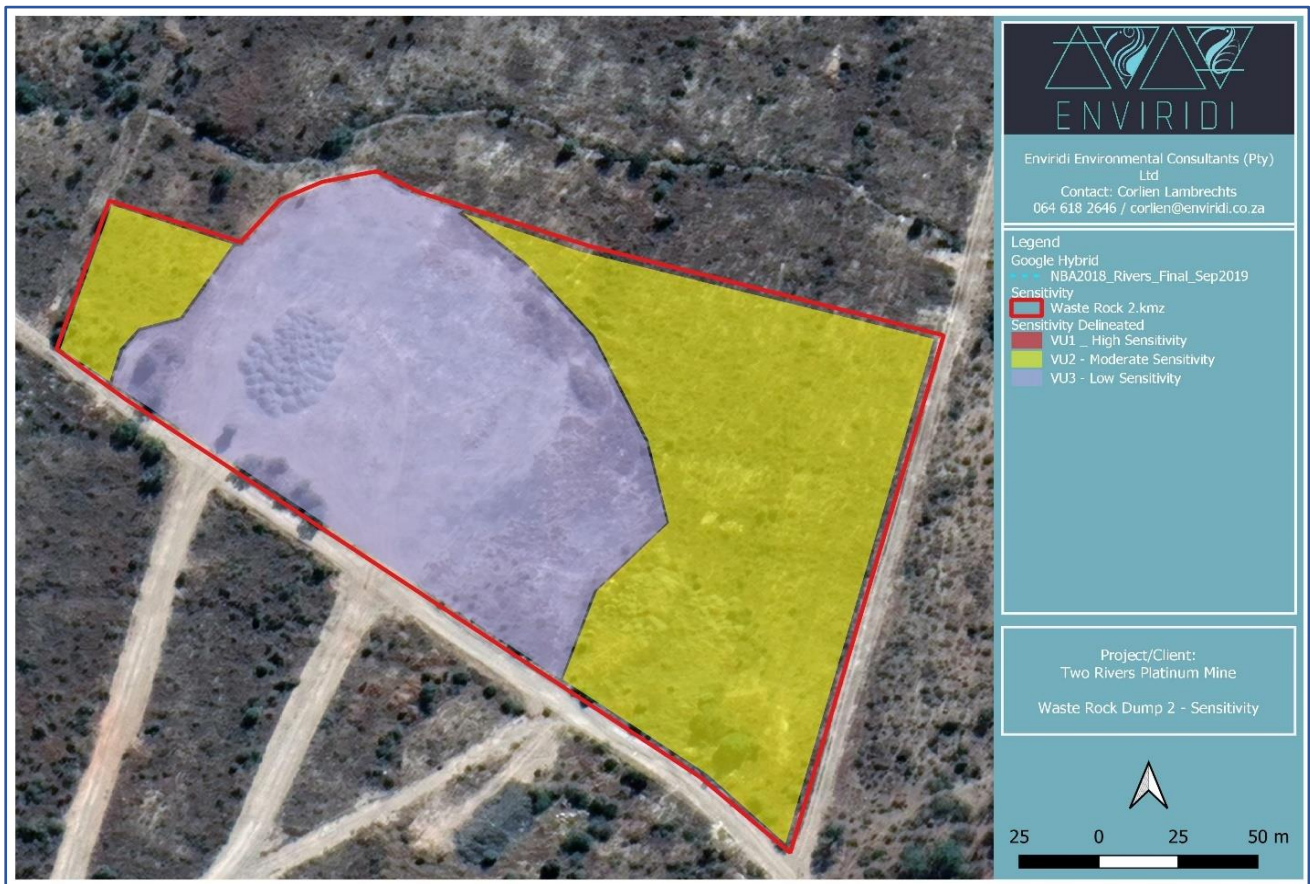 ENVIRIDI
Enviridi Environmental Consultants (Pty)
Ltd
Contact: Corlien Lambrechts
064 618 2646 / corlien@enviridi.co.za
Legend
Google Hybrid
NBA2018_Rivers_Final_Sep2019
Sensitivity
Waste Rock 2.kmz
Sensitivity Delineated
VU1 _ High Sensitivity
VU2 - Moderate Sensitivity
VU3 - Low Sensitivity
Project/Client:
Two Rivers Platinum Mine
Waste Rock Dump 2 - Sensitivity
25 0 25 50 m